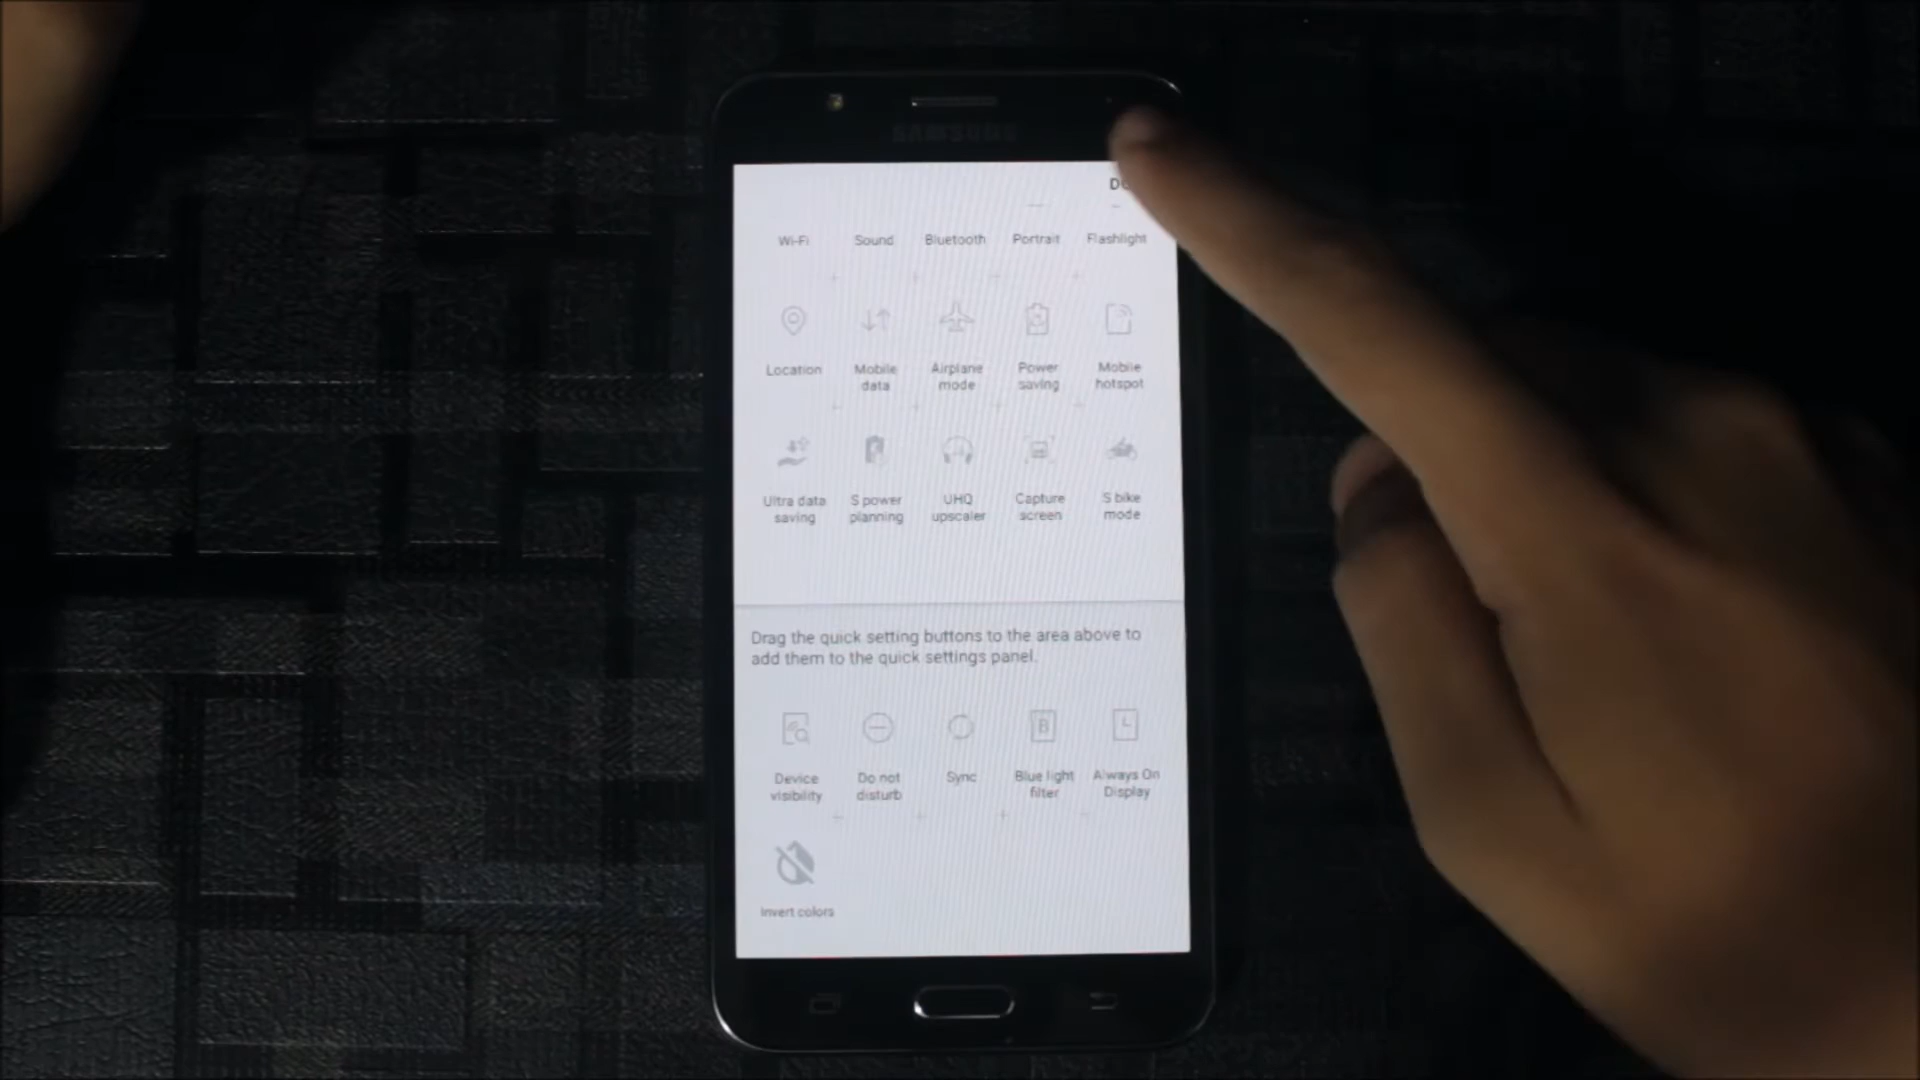 SAMSUNG
Wi-Fi Sound Bluetooth Portrait Flashlight
Location Mobile Airplane Power Mobile
data mode saving hotspot
Ultra data S power UHQ Capture S bike
saving planning upscaler screen mode
Drag the quick setting buttons to the area above to
add them to the quick settings panel.
B L
Device Do not Sync Blue light Always On
visibility disturb filter Display
Invert colors